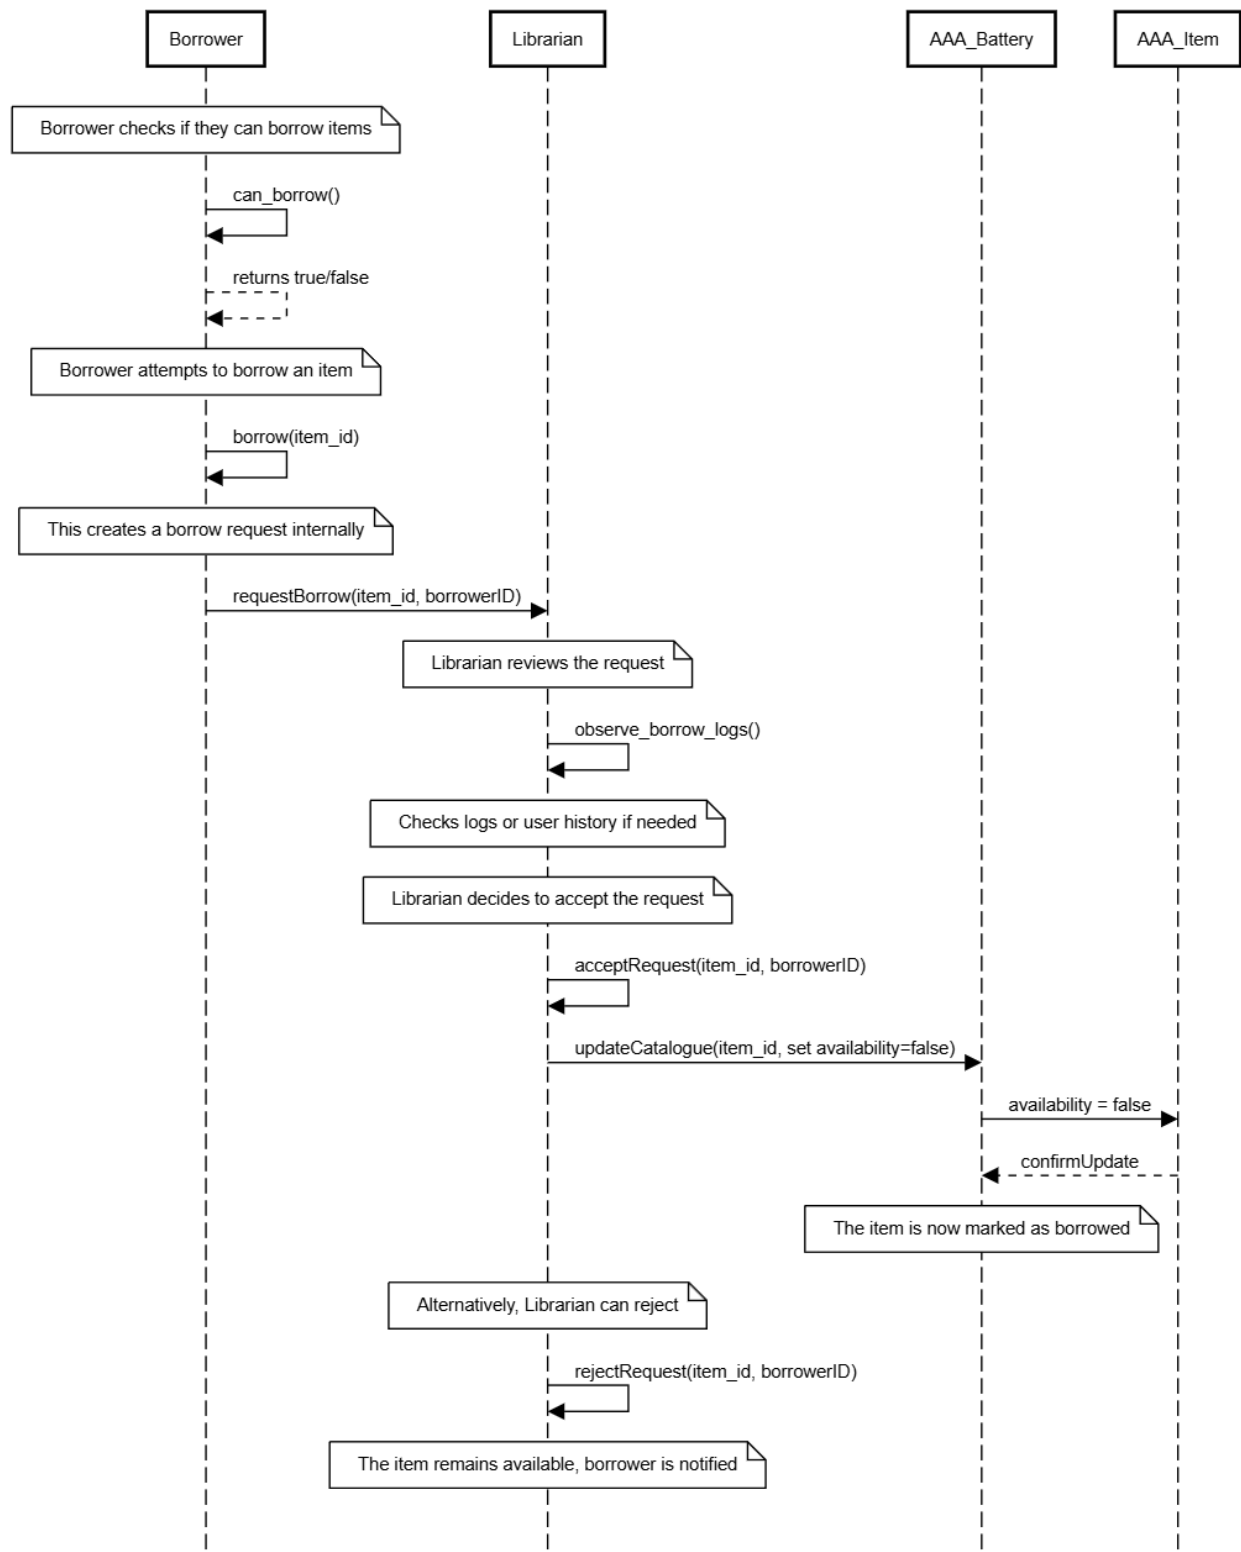 Borrower
Librarian
AAA_Battery
AAA_Item
Borrower checks if they can borrow items
can_borrow()
returns true/false
Borrower attempts to borrow an item
borrow(item_id)
This creates a borrow request internally
requestBorrow(item_id, borrowerID)
Librarian reviews the request
observe_borrow_logs()
Checks logs or user history if needed
Librarian decides to accept the request
acceptRequest(item_id, borrowerID)
updateCatalogue(item_id, set availability=false)
availability = false
confirmUpdate
The item is now marked as borrowed
Alternatively, Librarian can reject
rejectRequest(item_id, borrowerID)
The item remains available, borrower is notified